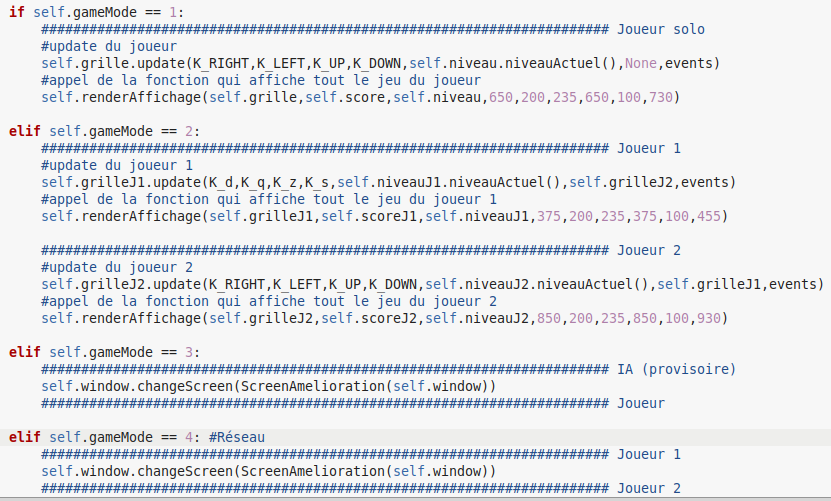 if self.gameMode == 1:
####################################################################### Joueur solo
#update du joueur
self.grille.update(K_RIGHT,K_LEFT,K_UP,K_DOWN,self.niveau.niveauActuel(),None,events)
#appel de la fonction qui affiche tout le jeu du joueur
self.renderAffichage(self.grille,self.score,self.niveau,650,200,235,650,100,730)
elif self.gameMode == 2:
####################################################################### Joueur 1
#update du joueur 1
self.grilleJ1.update(K_d,K_q,K_z,K_s,self.niveauJ1.niveauActuel(),self.grilleJ2,events)
#appel de la fonction qui affiche tout le jeu du joueur 1
self.renderAffichage(self.grilleJ1,self.scoreJ1,self.niveauJ1,375,200,235,375,100,455)
####################################################################### Joueur 2
#update du joueur 2
self.grilleJ2.update(K_RIGHT,K_LEFT,K_UP,K_DOWN,self.niveauJ2.niveauActuel(),self.grilleJ1,events)
#appel de la fonction qui affiche tout le jeu du joueur 2
self.renderAffichage(self.grilleJ2,self.scoreJ2,self.niveauJ2,850,200,235,850,100,930)
elif self.gameMode == 3:
####################################################################### IA (provisoire)
self.window.changeScreen(ScreenAmelioration(self.window))
####################################################################### Joueur
elif self.gameMode == 4: #Réseau
####################################################################### Joueur 1
self.window.changeScreen(ScreenAmelioration(self.window))
####################################################################### Joueur 2